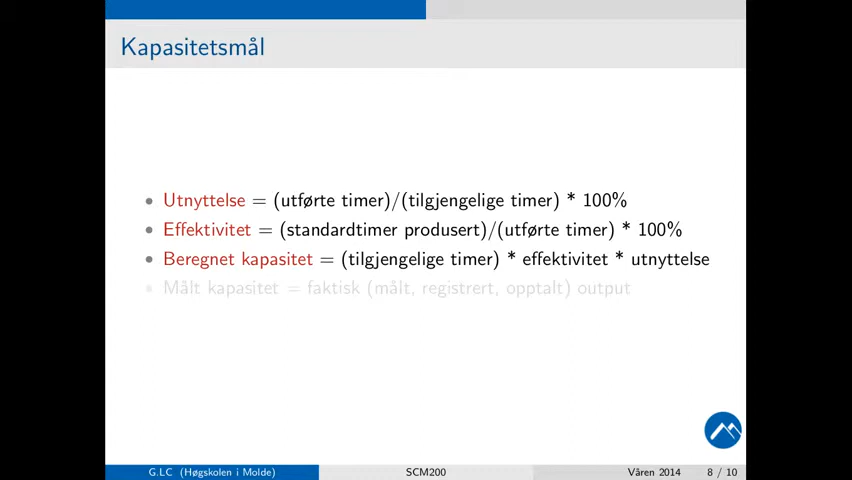 Kapasitetsmål
• Utnyttelse = (utførte timer)/(tilgjengelige timer) * 100%
• Effektivitet = (standardtimer produsert)/(utførte timer) * 100%
• Beregnet kapasitet = (tilgjengelige timer) * effektivitet * utnyttelse
• Målt kapasitet = faktisk (målt, registrert, opptalt) output
G.LC (Høgskolen i Molde) SCM200 Våren 2014 8 / 10